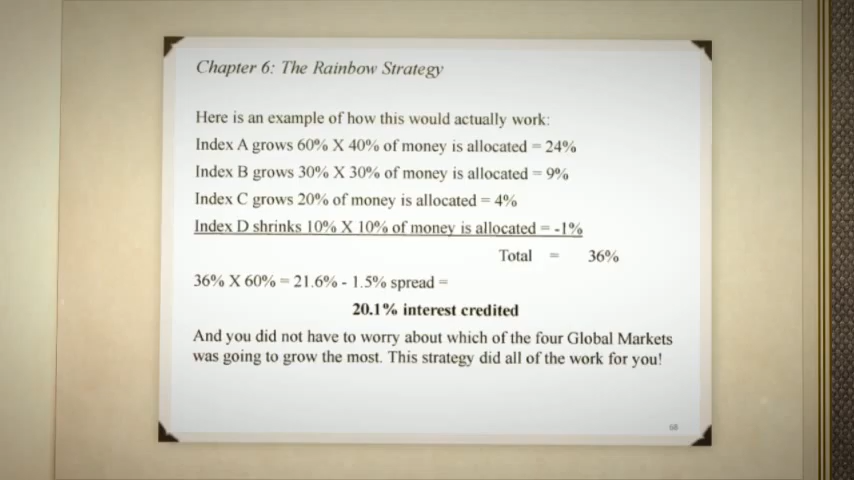 Chapter 6: The Rainbow Strategy
Here is an example of how this would actually work:
Index A grows 60% X 40% of money is allocated = 24%
Index B grows 30% X 30% of money is allocated = 9%
Index C grows 20% of money is allocated = 4%
Index D shrinks 10% X 10% of money is allocated = -1%
Total = 36%
36% X 60% = 21.6% - 1.5% spread =
20.1% interest credited
And you did not have to worry about which of the four Global Markets
was going to grow the most. This strategy did all of the work for you!
68